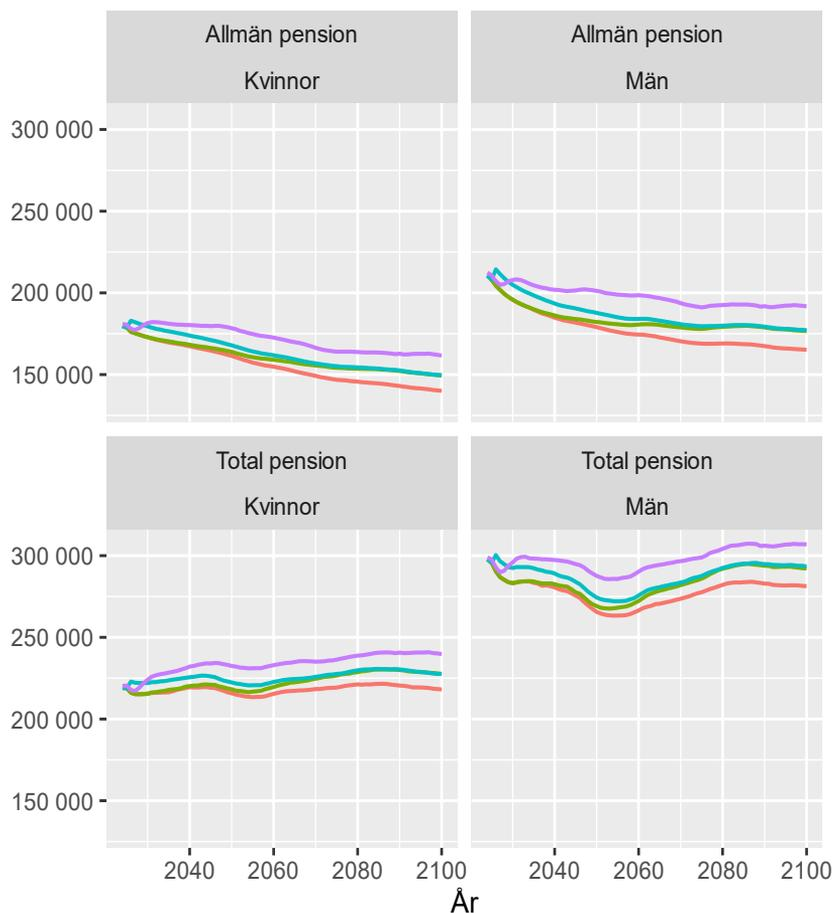 Allmän pension
Kvinnor
Allmän pension
Män
300 000
250 000
200 000
150 000
Total pension
Kvinnor
Total pension
Män
300 000
250 000
200 000
150 000
2040 2060 2080 2100 2040 2060 2080 2100
År